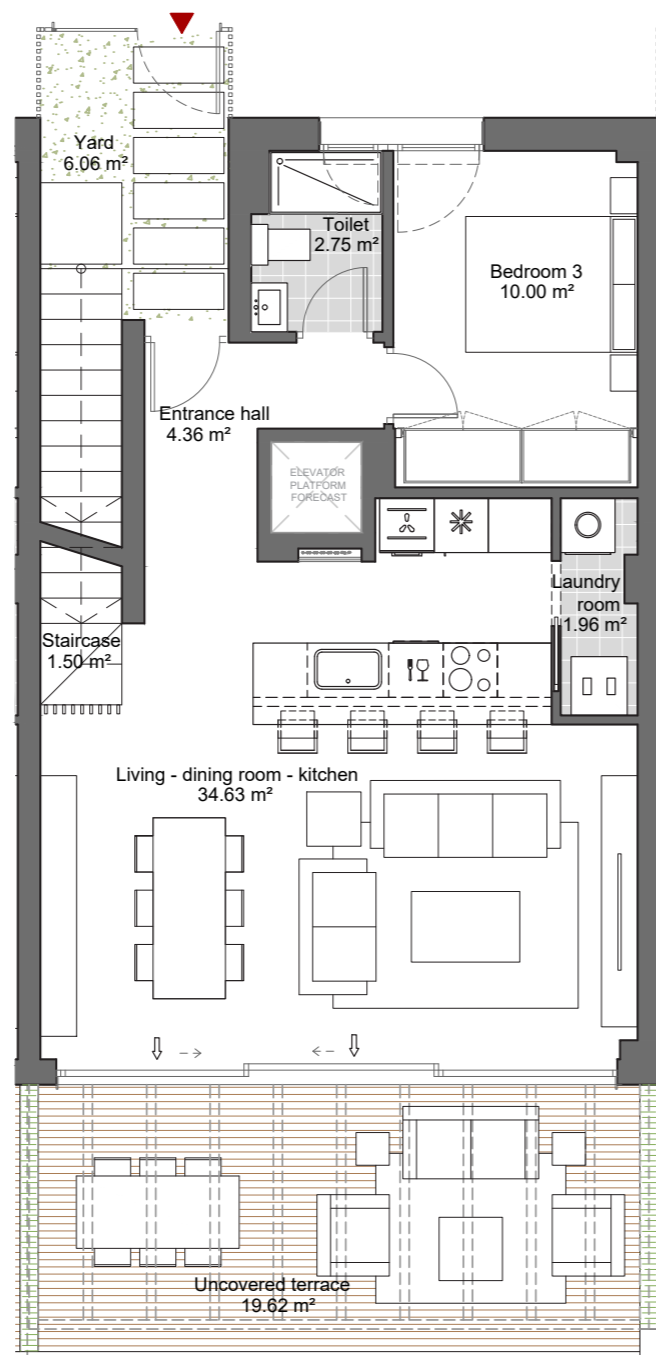 Yard
6.06 m²
Toilet
2.75 m²
Bedroom 3
10.00 m²
Entrance hall
4.36 m²
ELEVATOR
PLATFORM
FORECAST
Laundry
room
1.96 m²
Staircase
1.50 m²
Living - dining room - kitchen
34.63 m²
Uncovered terrace
19.62 m²